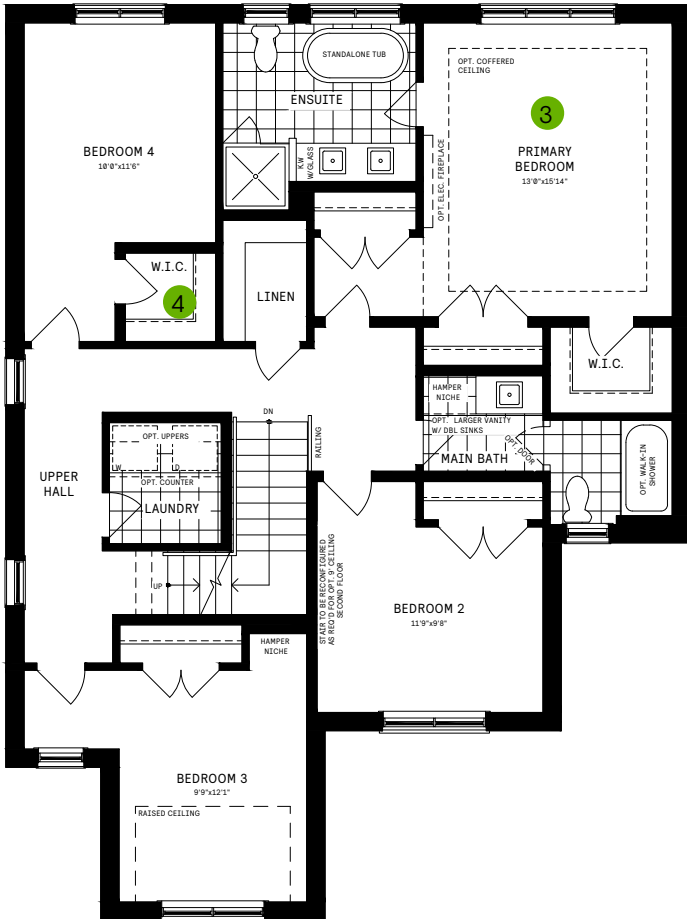 STANDALONE TUB
ENSUITE
K.W
W/GLASS
OPT. COFFERED
CEILING
3
PRIMARY
BEDROOM
13'0"x15'14"
OPT. ELEC. FIREPLACE
BEDROOM 4
10'0"x11'6"
W.I.C.
4
LINEN
W.I.C.
HAMPER
NICHE
OPT. LARGER VANITY
W/ DBL SINKS
OPT. DOOR
MAIN BATH
OPT. WALK-IN
SHOWER
DN
RAILING
OPT. UPPERS
W
D
OPT. COUNTER
LAUNDRY
UPPER
HALL
UP
STAIR TO BE RECONFIGURED
AS REQ'D FOR OPT. 9' CEILING
SECOND FLOOR
BEDROOM 2
11'9"x9'8"
HAMPER
NICHE
BEDROOM 3
9'9"x12'1"
RAISED CEILING